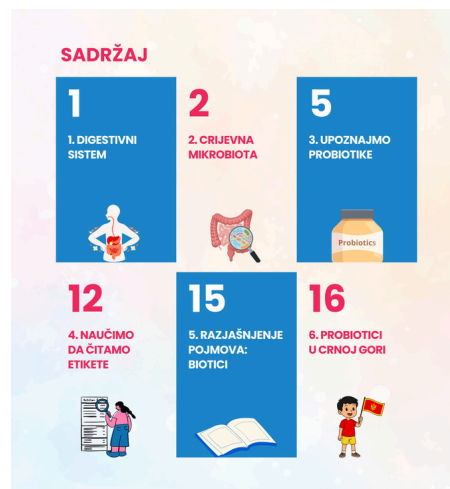 SADRŽAJ
1
1. DIGESTIVNI
SISTEM
2
2. CRIJEVNA
MIKROBIOTA
5
3. UPOZNAJMO
PROBIOTIKE
Probiotics
12
4. NAUČIMO
DA ČITAMO
ETIKETE
15
5. RAZJAŠNJENJE
POJMOVA:
BIOTICI
16
6. PROBIOTICI
U CRNOJ GORI